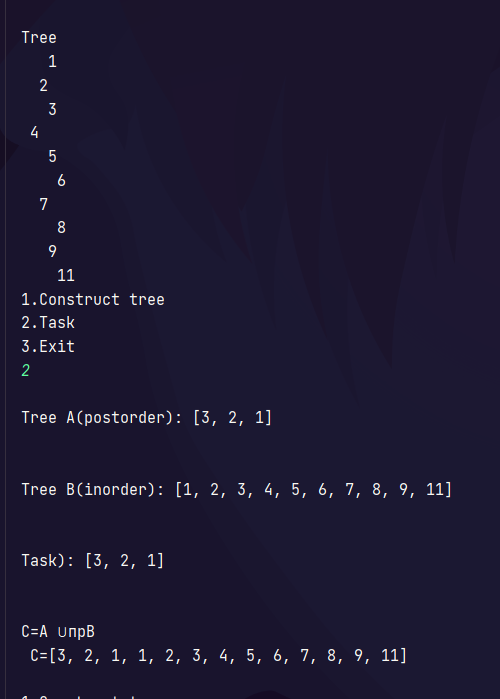 Tree
1
2
3
4
5
6
7
8
9
11
1.Construct tree
2.Task
3.Exit
2
Tree A(postorder): [3, 2, 1]
Tree B(inorder): [1, 2, 3, 4, 5, 6, 7, 8, 9, 11]
Task): [3, 2, 1]
C=A ∪прB
C=[3, 2, 1, 1, 2, 3, 4, 5, 6, 7, 8, 9, 11]